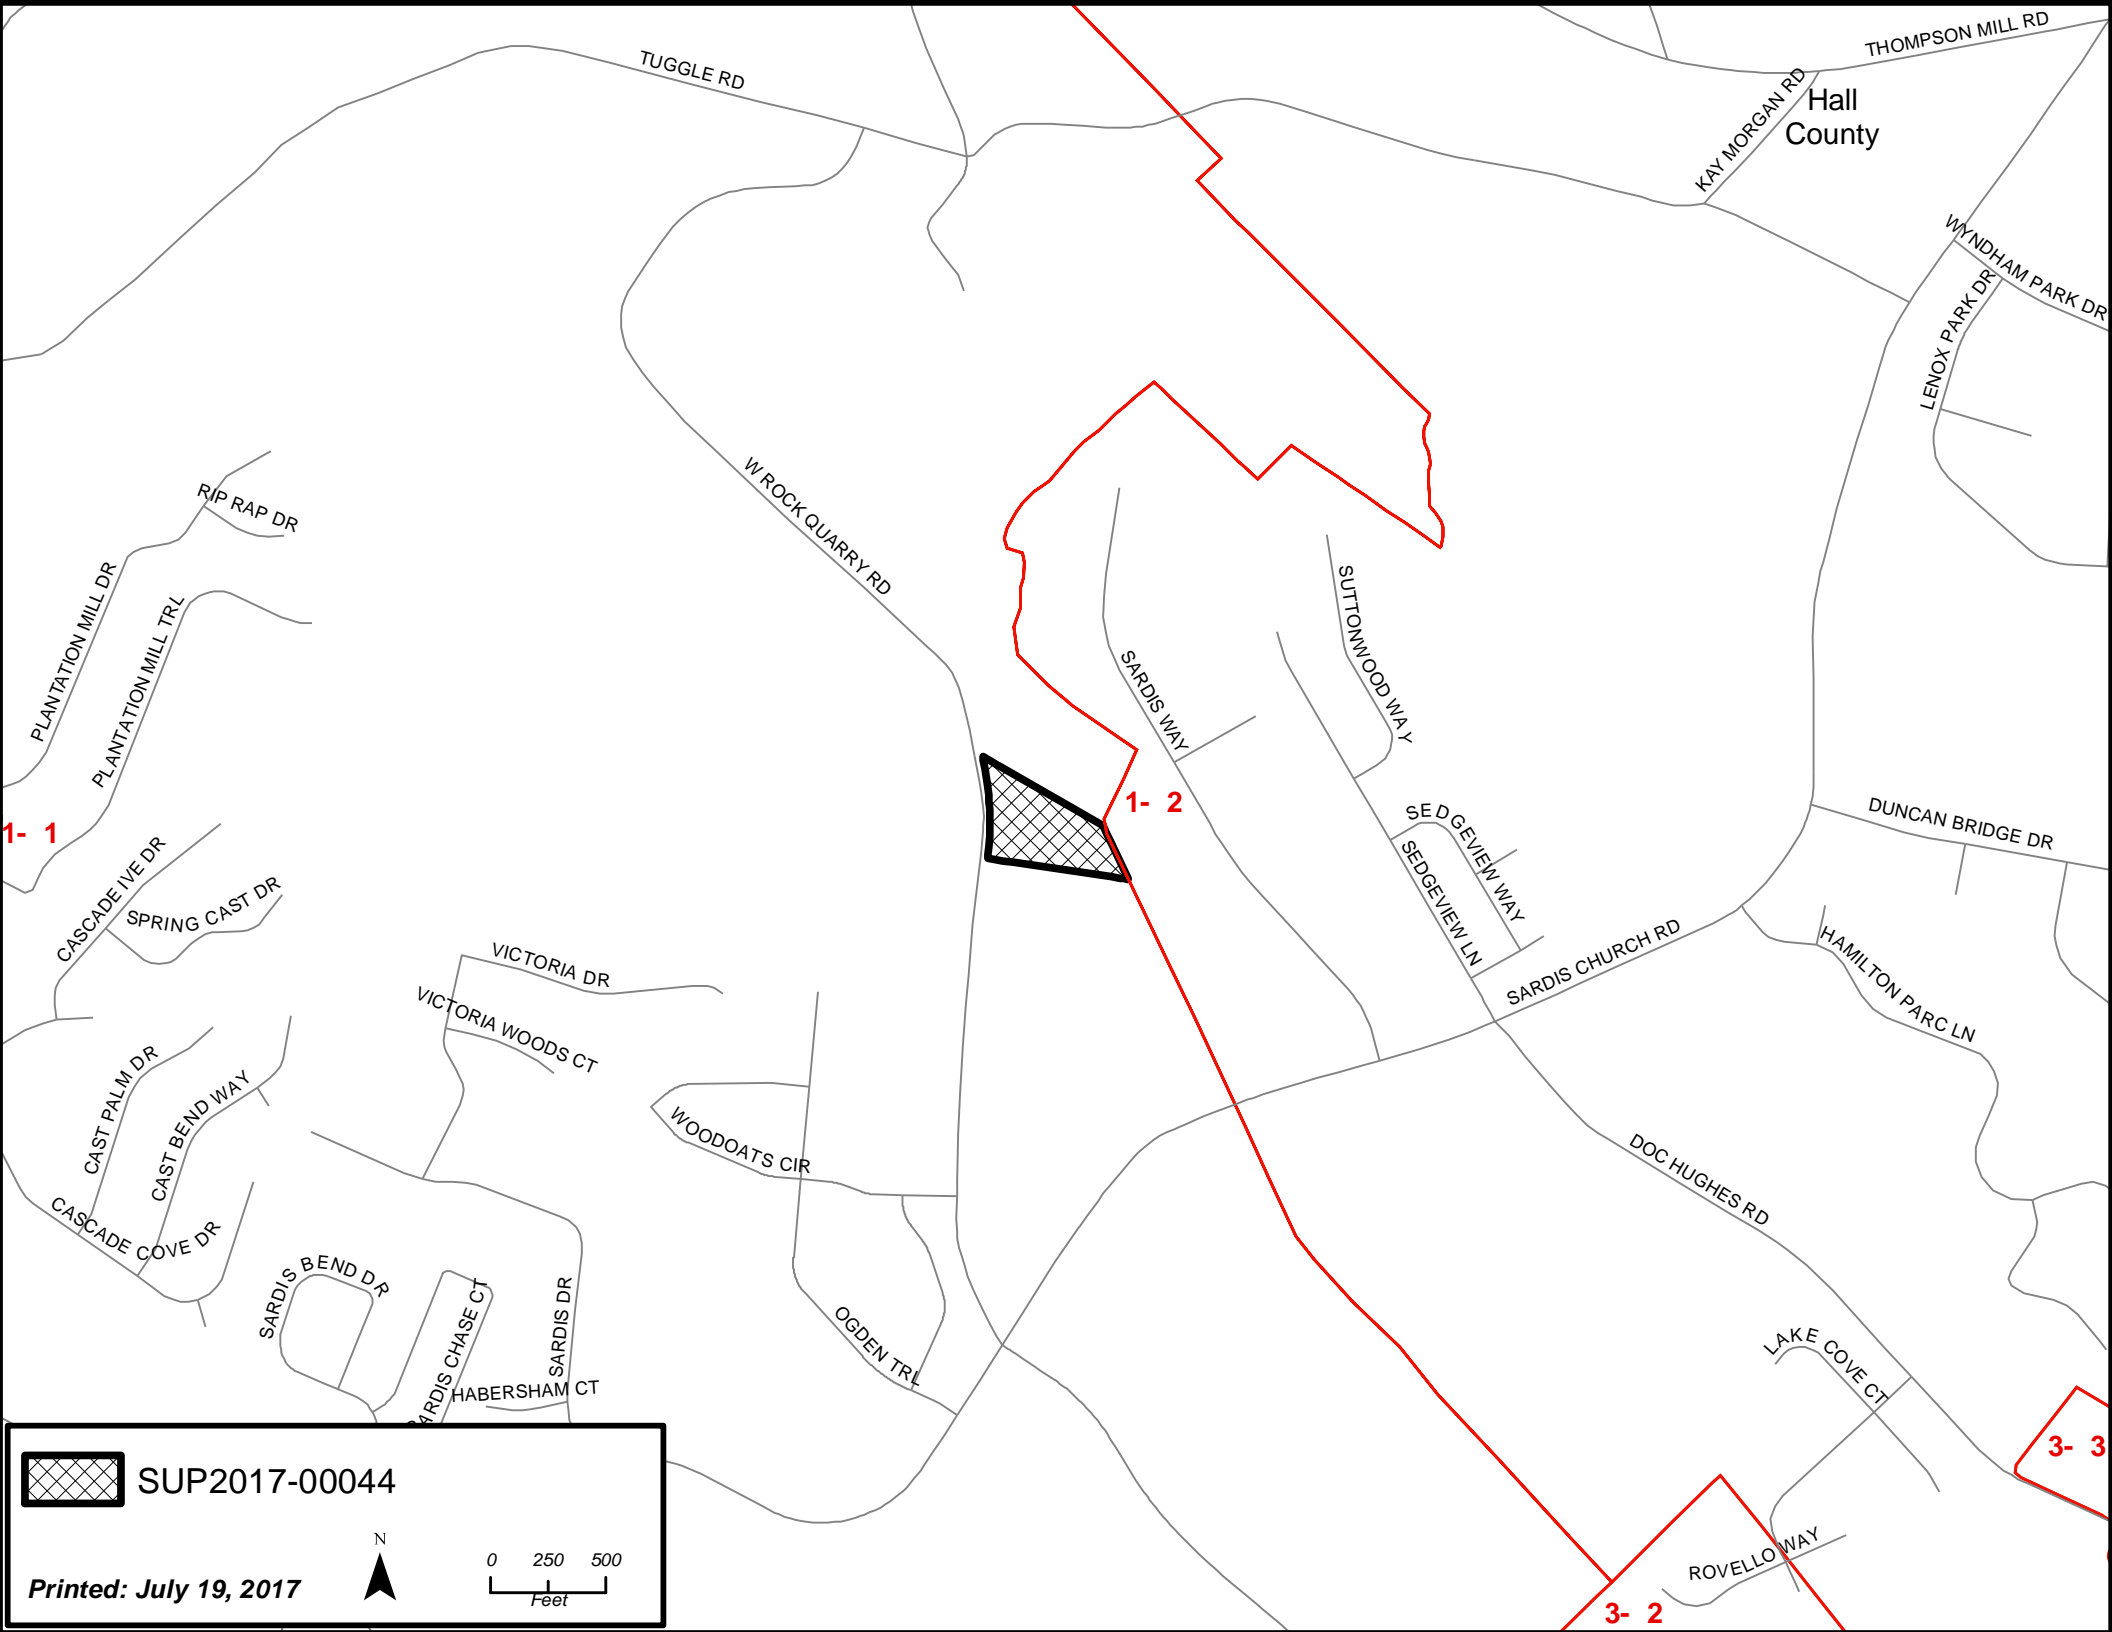 THOMPSON MILL RD
TUGGLE RD
KAY MORGAN RD
Hall
County
WYNDHAM PARK DR
LENOX PARK DR
W ROCK QUARRY RD
RIP RAP DR
PLANTATION MILL DR
PLANTATION MILL TRL
SUTTONWOOD WAY
SARDIS WAY
1- 2
1- 1
SEDGEVIEW WAY
SEDGEVIEW LN
DUNCAN BRIDGE DR
CASCADE IVE DR
SPRING CAST DR
SARDIS CHURCH RD
HAMILTON PARC LN
VICTORIA DR
VICTORIA WOODS CT
CAST PALM DR
CAST BEND WAY
WOODOATS CIR
DOC HUGHES RD
CASCADE COVE DR
SARDIS BEND DR
SARDIS CHASE CT
SARDIS DR
OGDEN TRL
LAKE COVE CT
HABERSHAM CT
3- 3
SUP2017-00044
N
0 250 500
Feet
Printed: July 19, 2017
ROVELLO WAY
3- 2